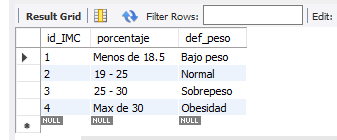 Result Grid Filter Rows: Edit:
id_IMC porcentaje def_peso
1 Menos de 18.5 Bajo peso
2 19 - 25 Normal
3 25 - 30 Sobrepeso
4 Max de 30 Obesidad
NULL NULL NULL